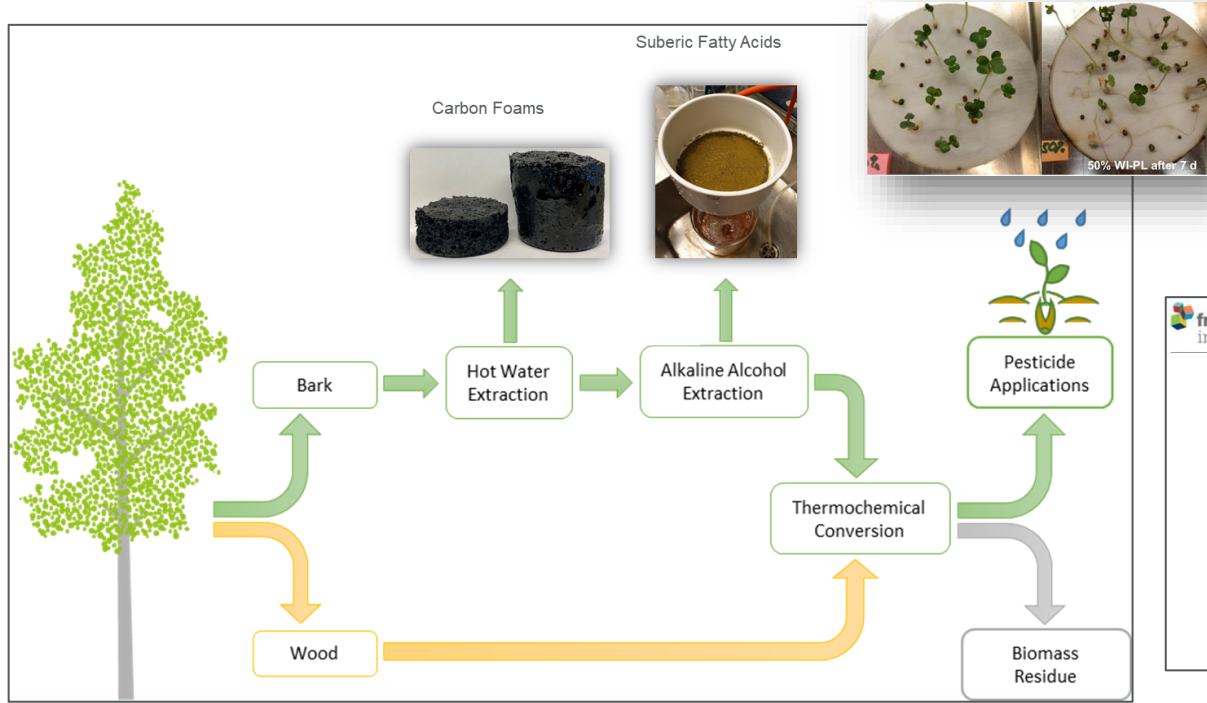 Suberic Fatty Acids
Carbon Foams
50% WI-PL after 7 d
Bark
Hot Water
Extraction
Alkaline Alcohol
Extraction
Pesticide
Applications
Thermochemical
Conversion
Wood
Biomass
Residue